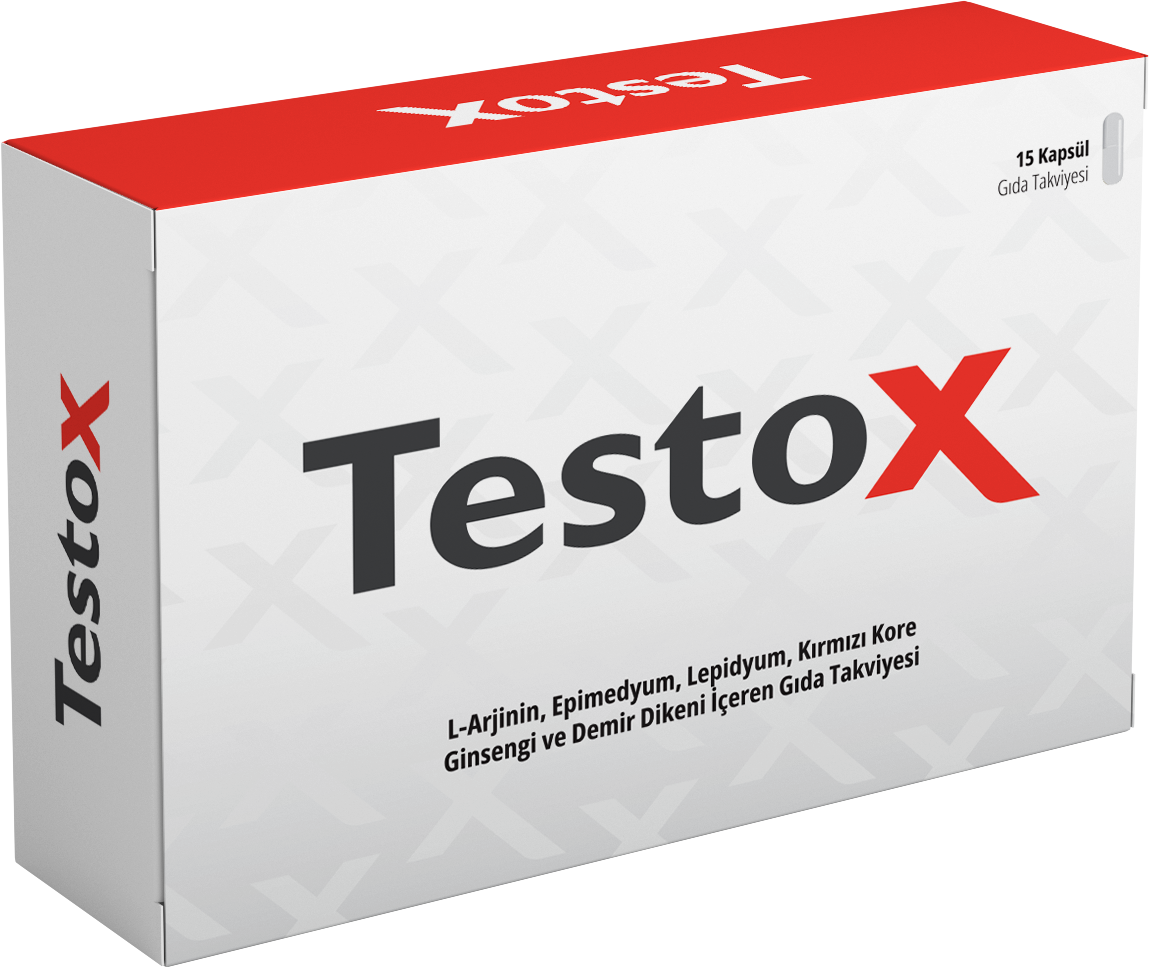 TestoX
15 Kapsül
Gıda Takviyesi
TestoX
TestoX
L-Arjinin, Epimedyum, Lepidyum, Kırmızı Kore
Ginsengi ve Demir Dikeni İçeren Gıda Takviyesi